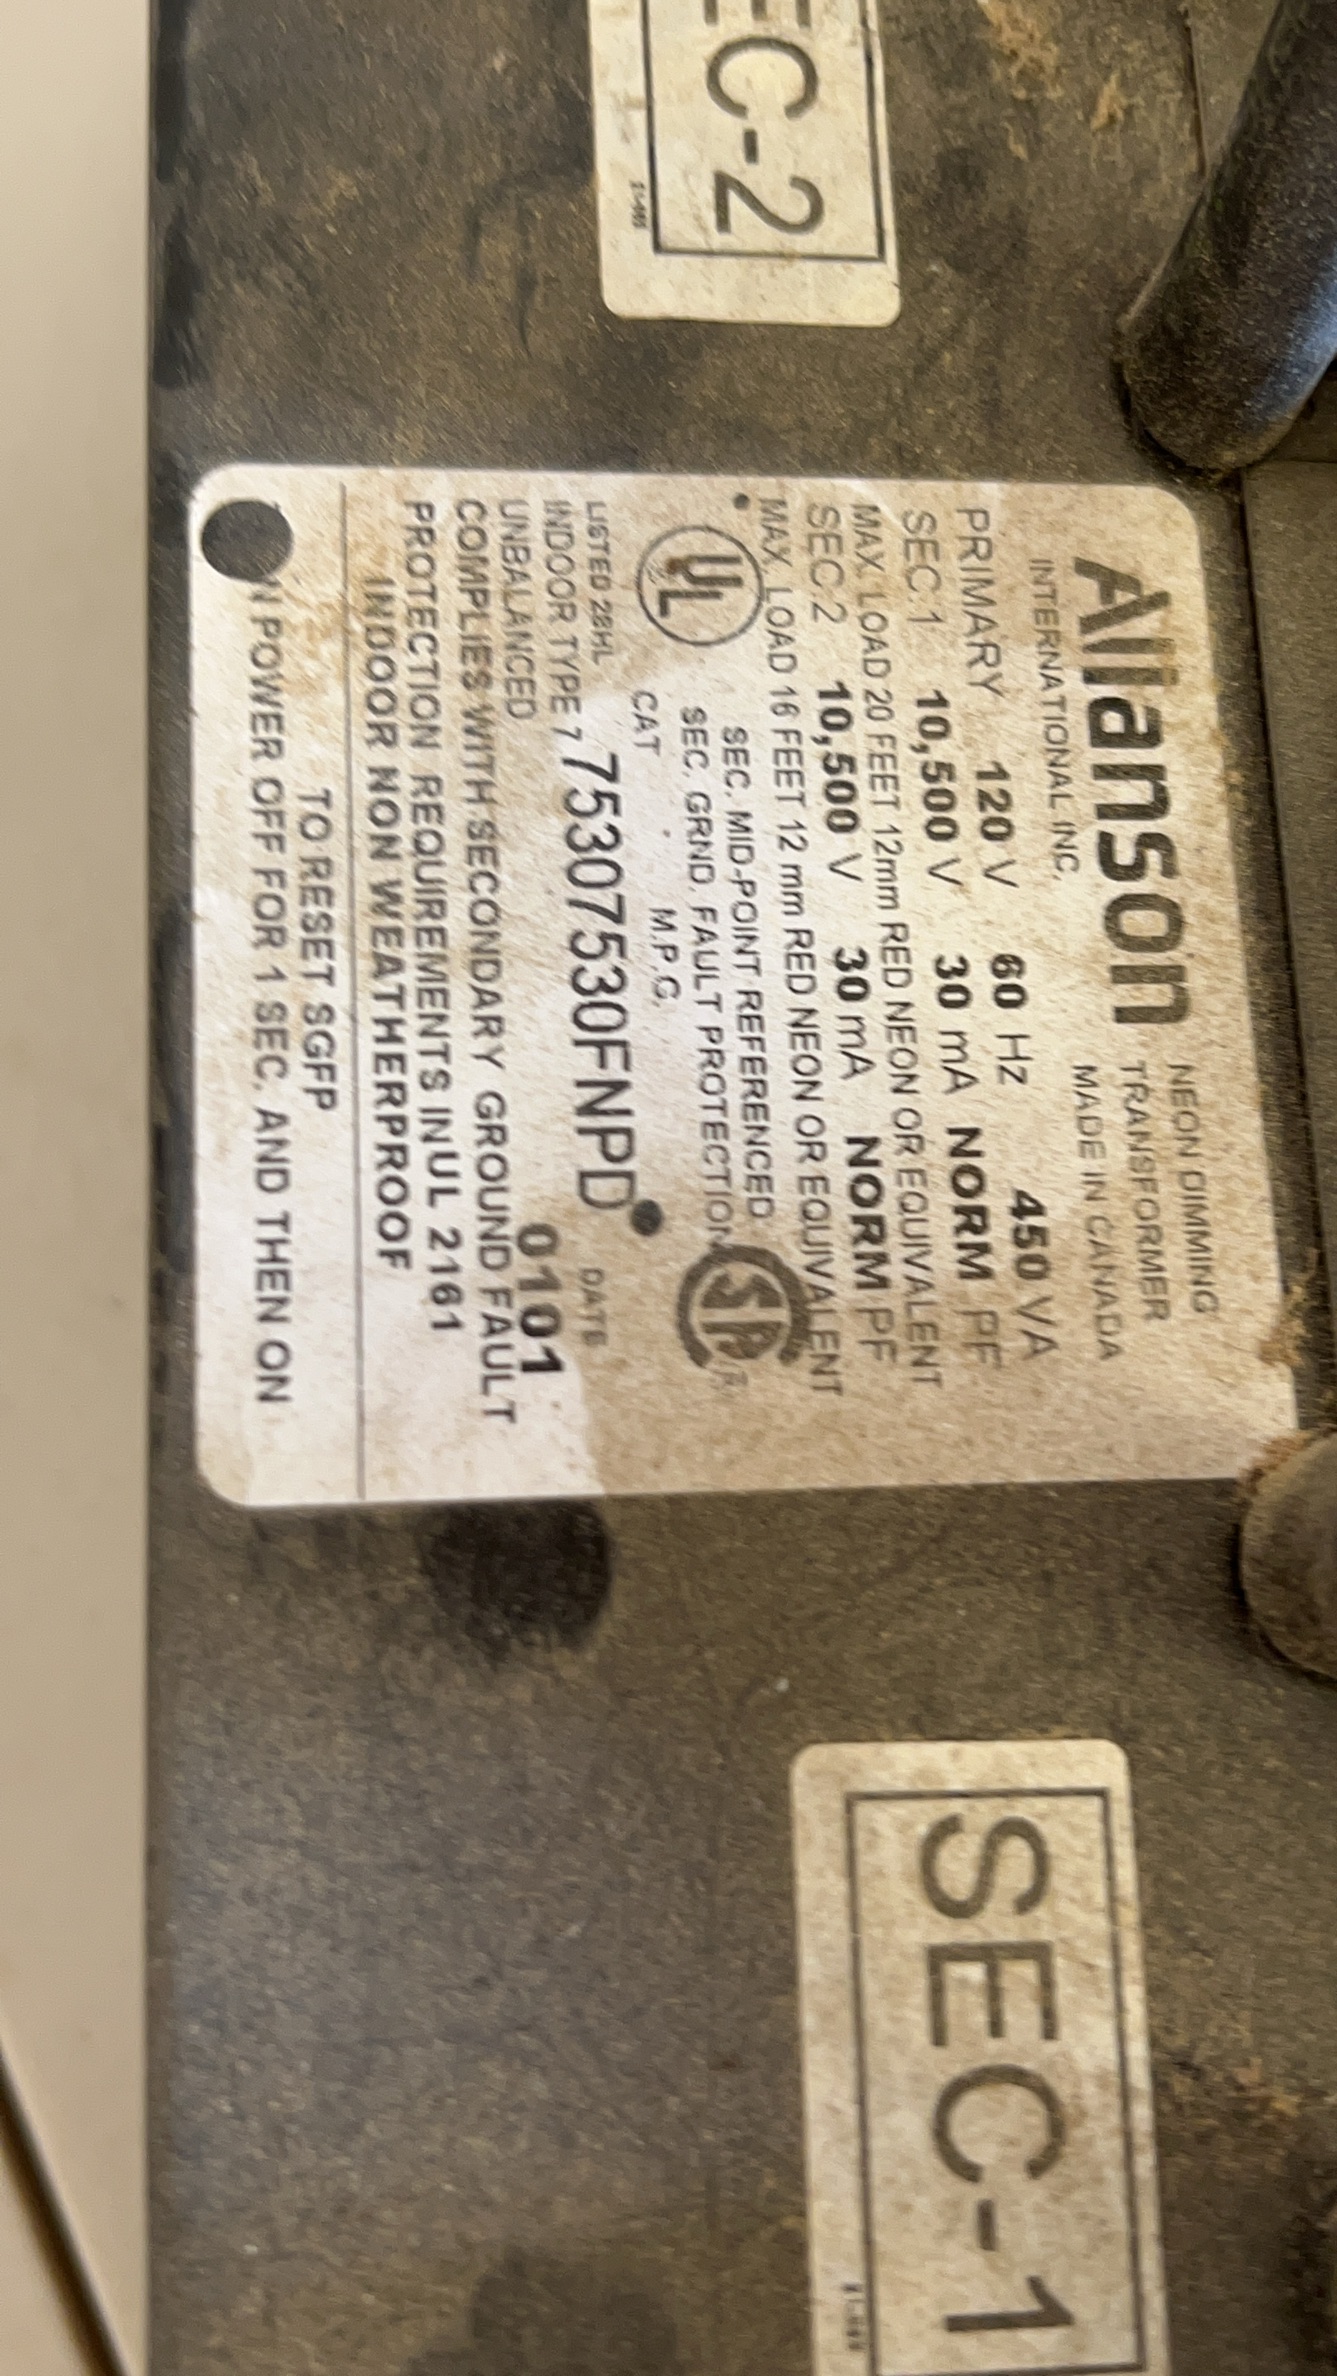 EC-2
Allanson
INTERNATIONAL INC.
NEON DIMMING
TRANSFORMER
MADE IN CANADA
PRIMARY 120 V 60 Hz 450 VA
SEC.1 10,500 V 30 mA NORM PF
MAX. LOAD 20 FEET 12mm RED NEON OR EQUIVALENT
SEC.2 10,500 V 30 mA NORM PF
MAX. LOAD 16 FEET 12 mm RED NEON OR EQUIVALENT
UL
SEC. MID-POINT REFERENCED
SEC. GRND. FAULT PROTECTION
LISTED 28HL
CAT M.P.G.
INDOOR TYPE 7 75307530FNPD DATE
UNBALANCED 0101
COMPLIES WITH SECONDARY GROUND FAULT
PROTECTION REQUIREMENTS INUL 2161
INDOOR NON WEATHERPROOF
TO RESET SGFP
POWER OFF FOR 1 SEC. AND THEN ON
SEC-1